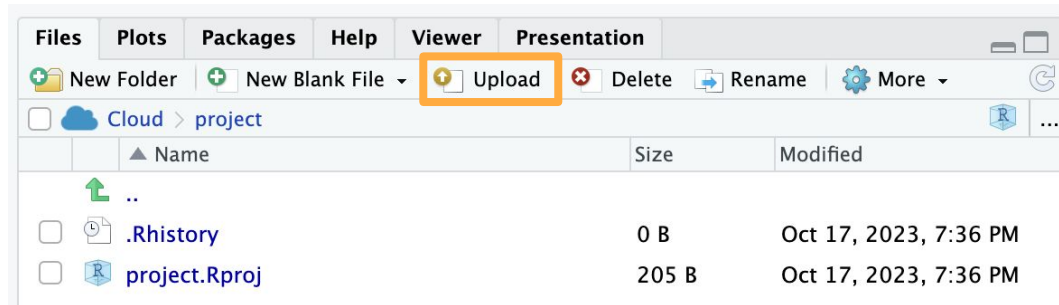 Files Plots Packages Help Viewer Presentation
New Folder New Blank File Upload Delete Rename More
Cloud > project R ...
Name Size Modified
..
.Rhistory 0 B Oct 17, 2023, 7:36 PM
R project.Rproj 205 B Oct 17, 2023, 7:36 PM